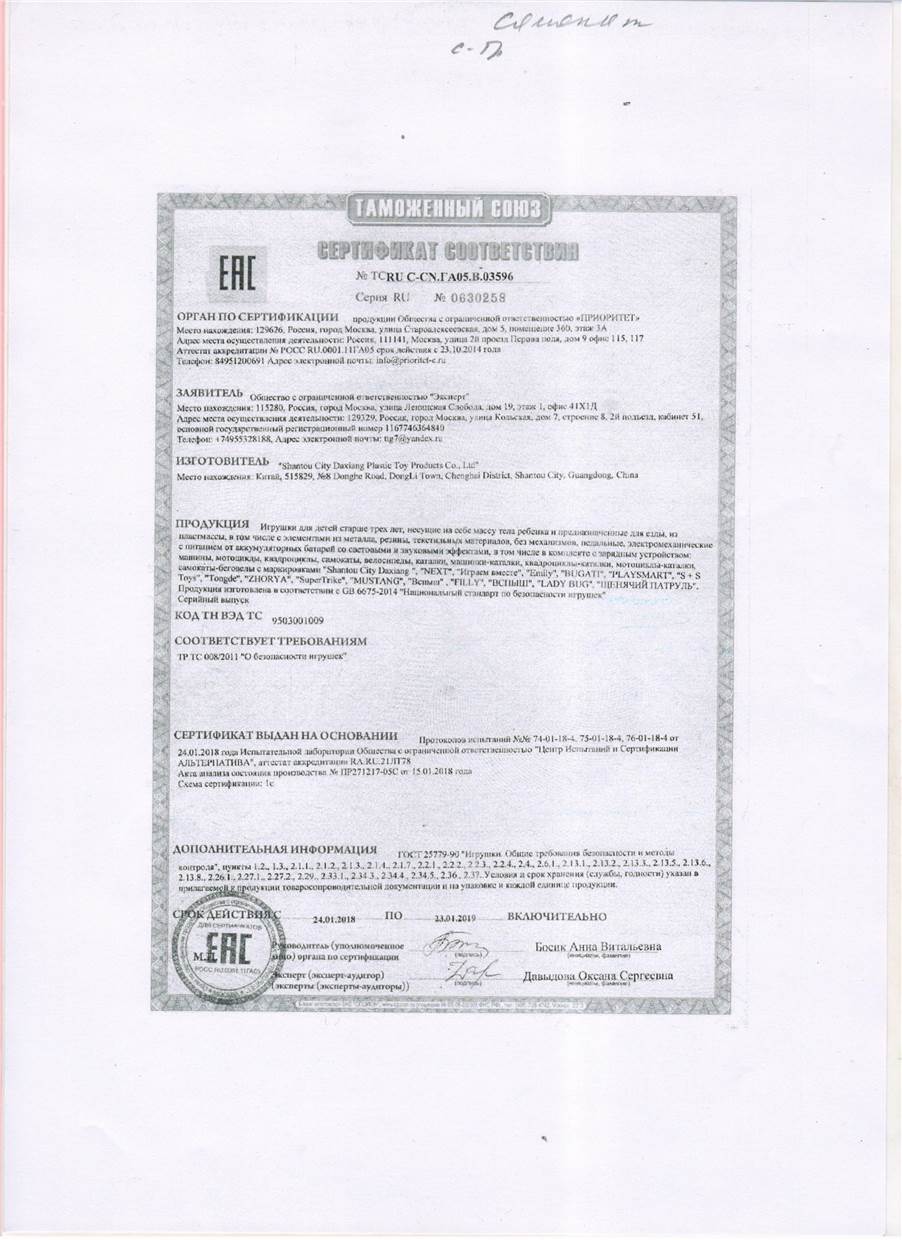 самокат
с-Пр
ТАМОЖЕННЫЙ СОЮЗ
СЕРТИФИКАТ СООТВЕТСТВИЯ
ЕАС
№ ТС RU C-CN.ГА05.В.03596
Серия RU № 0630258
ОРГАН ПО СЕРТИФИКАЦИИ продукции Общества с ограниченной ответственностью «ПРИОРИТЕТ»
Место нахождения: 129626, Россия, город Москва, улица Староалексеевская, дом 5, помещение 360, этаж 3А
Адрес места осуществления деятельности: Россия, 111141, Москва, улица 2й проезд Перова поля, дом 9 офис 115, 117
Аттестат аккредитации № РОСС RU.0001.11ГА05 срок действия с 23.10.2014 года
Телефон: 84951200691 Адрес электронной почты: info@prioritet-c.ru
ЗАЯВИТЕЛЬ Общество с ограниченной ответственностью "Эксперт"
Место нахождения: 115280, Россия, город Москва, улица Ленинская Слобода, дом 19, этаж 1, офис 41Х1Д
Адрес места осуществления деятельности: 129329, Россия, город Москва, улица Кольская, дом 7, строение 8, 2й подъезд, кабинет 51,
основной государственный регистрационный номер 1167746364840
Телефон: +74955328188, Адрес электронной почты: tig7@yandex.ru
ИЗГОТОВИТЕЛЬ "Shantou City Daxiang Plastic Toy Products Co., Ltd"
Место нахождения: Китай, 515829, №8 Donghe Road, DongLi Town, Chenghai District, Shantou City, Guangdong, China
ПРОДУКЦИЯ Игрушки для детей старше трех лет, несущие на себе массу тела ребенка и предназначенные для езды, из
пластмассы, в том числе с элементами из металла, резины, текстильных материалов, без механизмов, педальные, электромеханические
с питанием от аккумуляторных батарей со световыми и звуковыми эффектами, в том числе в комплекте с зарядным устройством:
машины, мотоциклы, квадроциклы, самокаты, велосипеды, каталки, машинки-каталки, квадроциклы-каталки, мотоциклы-каталки,
самокаты-беговелы с маркировками "Shantou City Daxiang ", "NEXT", "Играем вместе", "Emily", "BUGATI", "PLAYSMART", "S + S
Toys", "Tongde", "ZHORYA", "SuperTrike", "MUSTANG", "Вспыш", "FILLY", "ВСПЫШ", "LADY BUG", "ЩЕНЯЧИЙ ПАТРУЛЬ".
Продукция изготовлена в соответствии с GB 6675-2014 "Национальный стандарт по безопасности игрушек"
Серийный выпуск
КОД ТН ВЭД ТС 9503001009
СООТВЕТСТВУЕТ ТРЕБОВАНИЯМ
ТР ТС 008/2011 "О безопасности игрушек"
СЕРТИФИКАТ ВЫДАН НА ОСНОВАНИИ Протоколов испытаний №№ 74-01-18-4, 75-01-18-4, 76-01-18-4 от
24.01.2018 года Испытательной лаборатории Общества с ограниченной ответственностью "Центр Испытаний и Сертификации
АЛЬТЕРНАТИВА", аттестат аккредитации RA.RU.21ЛТ78
Акта анализа состояния производства № ПР271217-05С от 15.01.2018 года
Схема сертификации: 1с
ДОПОЛНИТЕЛЬНАЯ ИНФОРМАЦИЯ ГОСТ 25779-90 "Игрушки. Общие требования безопасности и методы
контроля", пункты 1.2., 1.3., 2.1.1., 2.1.2., 2.1.3., 2.1.4., 2.1.7., 2.2.1., 2.2.2., 2.2.3., 2.2.4., 2.4., 2.6.1., 2.13.1., 2.13.2., 2.13.3., 2.13.5., 2.13.6.,
2.13.8., 2.26.1., 2.27.1., 2.27.2., 2.29., 2.33.1., 2.34.3., 2.34.4., 2.34.5., 2.36., 2.37. Условия и срок хранения (службы, годности) указан в
прилагаемой к продукции товаросопроводительной документации и на упаковке и каждой единице продукции.
СРОК ДЕЙСТВИЯ С 24.01.2018 ПО 23.01.2019 ВКЛЮЧИТЕЛЬНО
ДЛЯ СЕРТИФИКАТОВ
ЕАС
М.П.
РОСС RU.0001.11ГА05
Руководитель (уполномоченное
лицо) органа по сертификации
(подпись)
Босик Анна Витальевна
(инициалы, фамилия)
Эксперт (эксперт-аудитор)
(эксперты (эксперты-аудиторы))
(подпись)
Давыдова Оксана Сергеевна
(инициалы, фамилия)